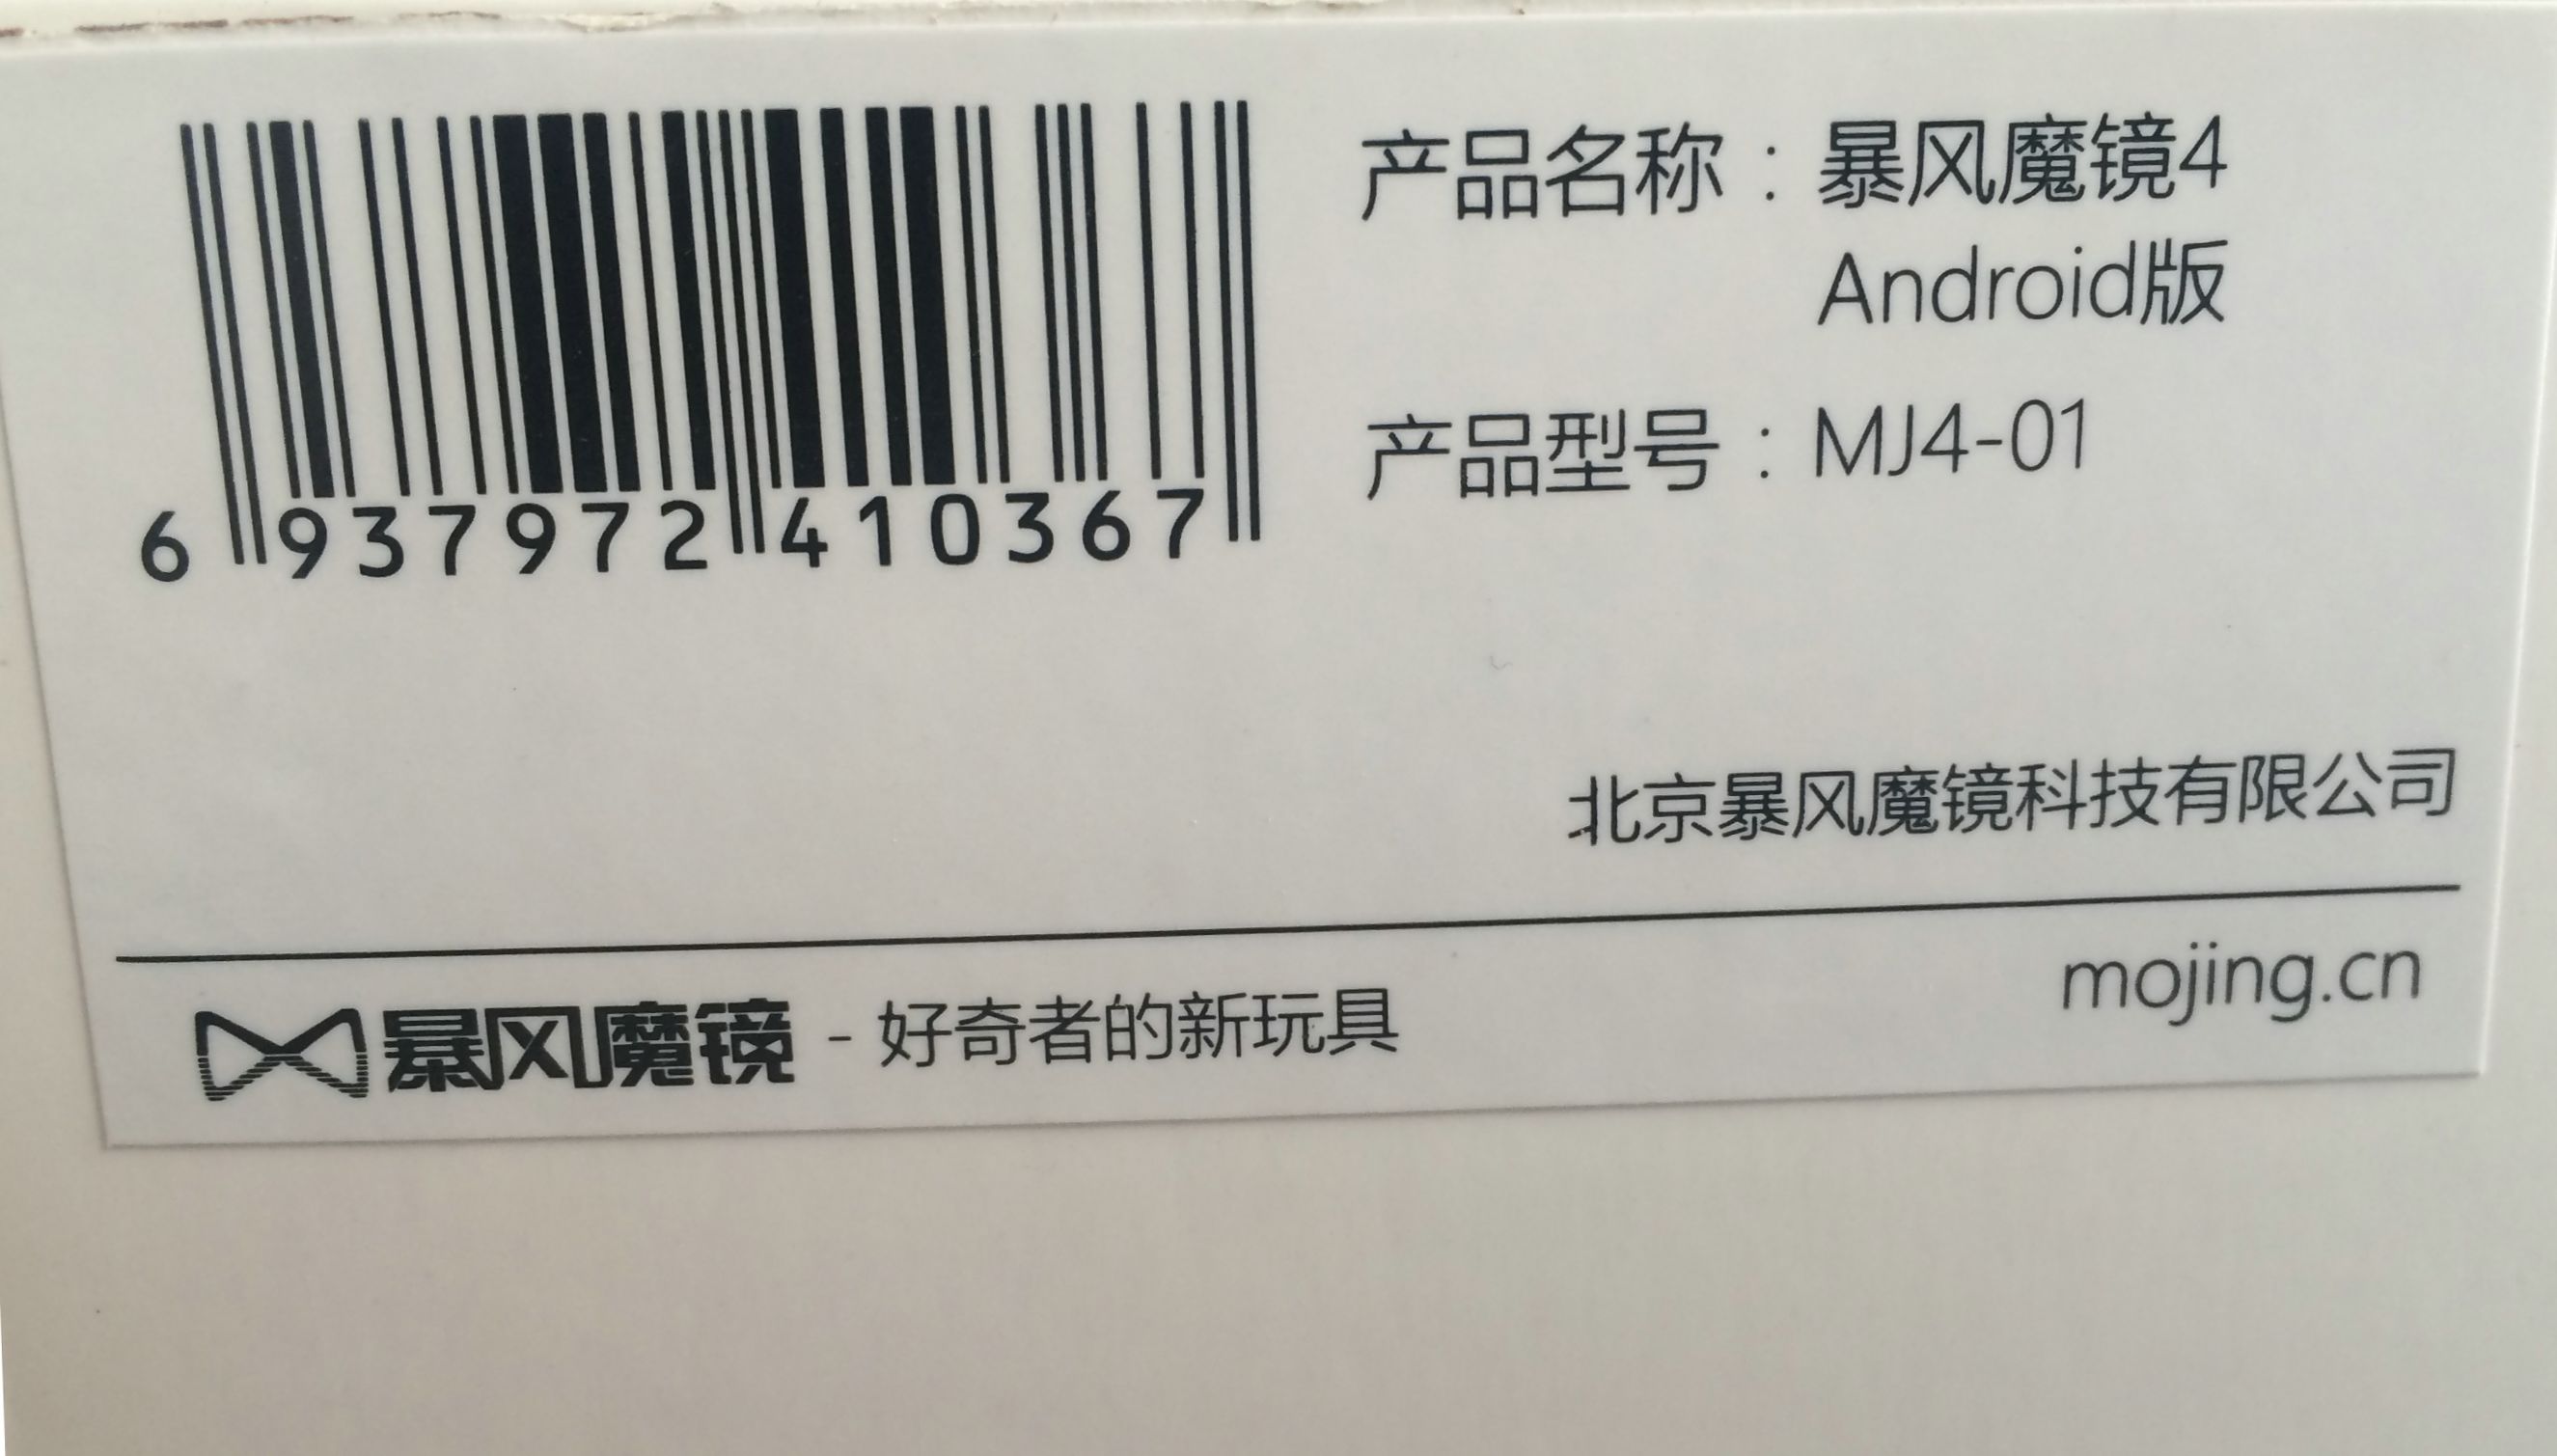 6 937972 410367
产品名称：暴风魔镜4
Android版
产品型号：MJ4-01
北京暴风魔镜科技有限公司
暴风魔镜 - 好奇者的新玩具
mojing.cn